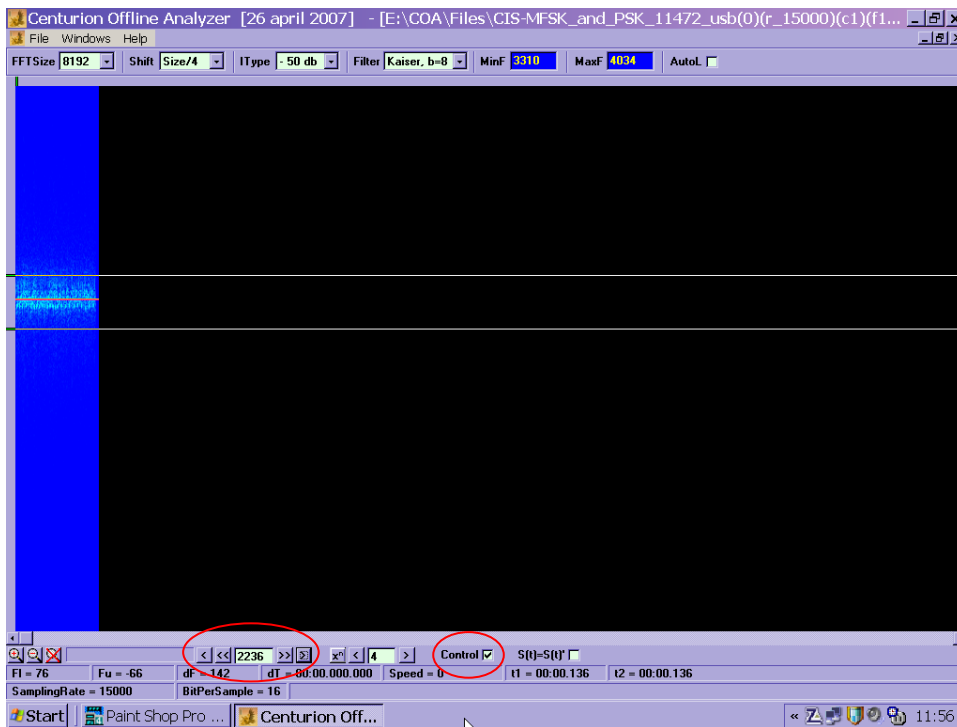 Centurion Offline Analyzer [26 april 2007] - [E:\COA\Files\CIS-MFSK_and_PSK_11472_usb(0)(r_15000)(c1)(f1...
File Windows Help
FFTSize 8192 Shift Size/4 IType - 50 db Filter Kaiser, b=8 MinF 3310 MaxF 4034 AutoL
< << 2236 >> Σ xⁿ < 4 > Control S(t)=S(t)*
Fl = 76 Fu = -66 dF = 142 dT = 00:00.000.000 Speed = 0 t1 = 00:00.136 t2 = 00:00.136
SamplingRate = 15000 BitPerSample = 16
Start Paint Shop Pro ... Centurion Off... « 11:56